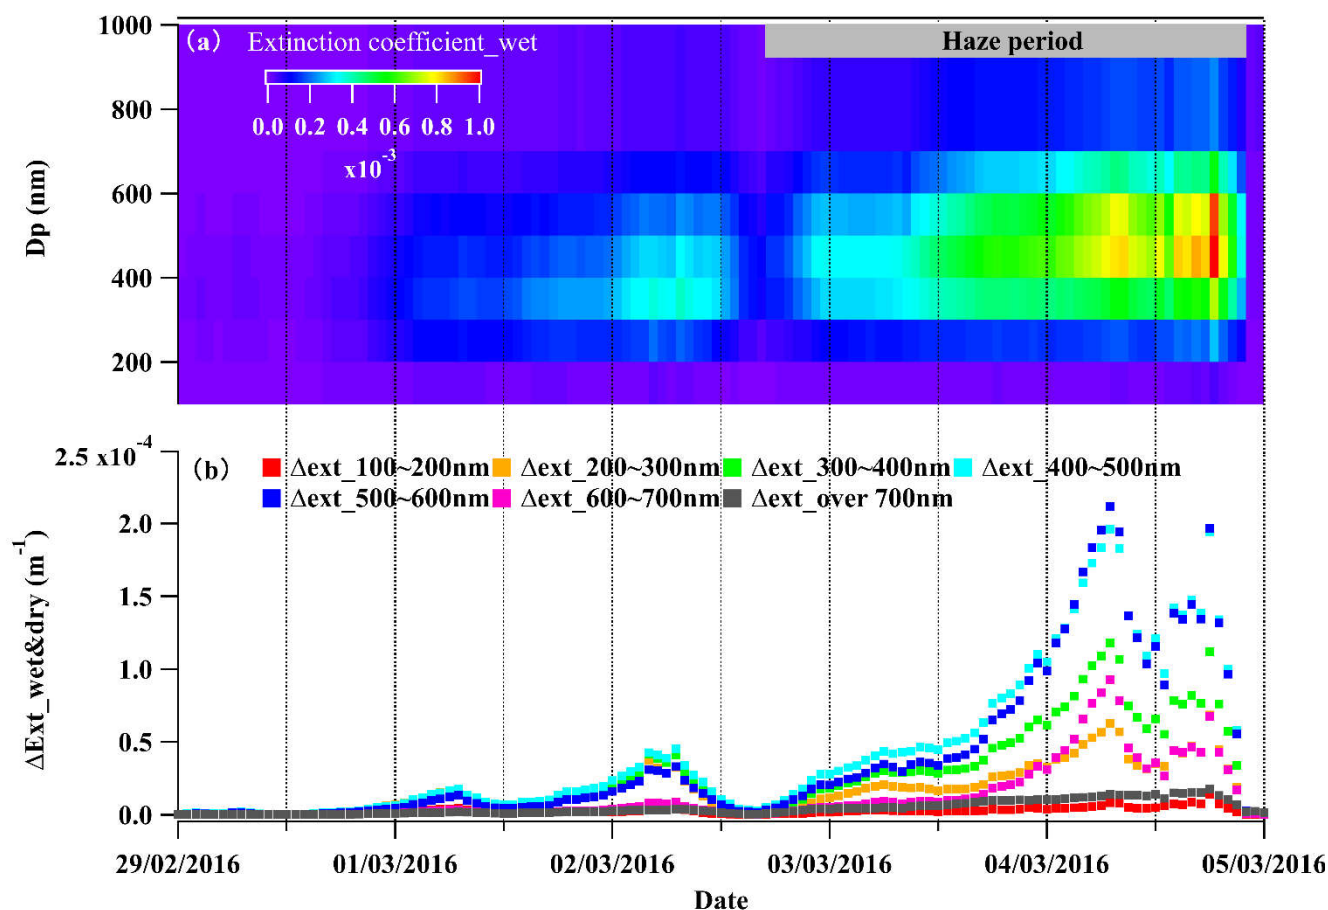 1000
(a) Extinction coefficient_wet
Haze period
0.0 0.2 0.4 0.6 0.8 1.0
x10-3
800
600
400
200
Dp (nm)
2.5 x10-4
(b)
Δext_100~200nm Δext_200~300nm Δext_300~400nm Δext_400~500nm
Δext_500~600nm Δext_600~700nm Δext_over 700nm
2.0
1.5
1.0
0.5
0.0
ΔExt_wet&dry (m-1)
29/02/2016 01/03/2016 02/03/2016 03/03/2016 04/03/2016 05/03/2016
Date